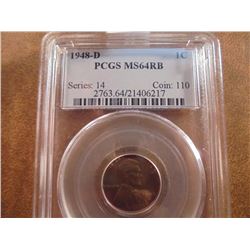 1948-D 1C
PCGS MS64RB
Series: 14 Coin: 110
2763.64/21406217